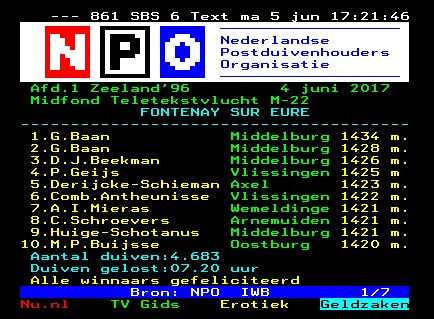 --- 861 SBS 6 Text ma 5 jun 17:21:46
NPO
Nederlandse
Postduivenhouders
Organisatie
Afd.1 Zeeland'96 4 juni 2017
Midfond Teletekstvlucht M-22
FONTENAY SUR EURE
1.G.Baan Middelburg 1434 m.
2.G.Baan Middelburg 1428 m.
3.D.J.Beekman Middelburg 1426 m.
4.P.Geijs Vlissingen 1425 m
5.Derijcke-Schieman Axel 1423 m.
6.Comb.Antheunisse Vlissingen 1422 m.
7.A.I.Mieras Wemeldinge 1421 m.
8.C.Schroevers Arnemuiden 1421 m.
9.Huige-Schotanus Middelburg 1421 m.
10.M.P.Buijsse Oostburg 1420 m.
Aantal duiven:4.683
Duiven gelost:07.20 uur
Alle winnaars gefeliciteerd
Bron: NPO IWB 1/7
Nu.nl TV Gids Erotiek Geldzaken